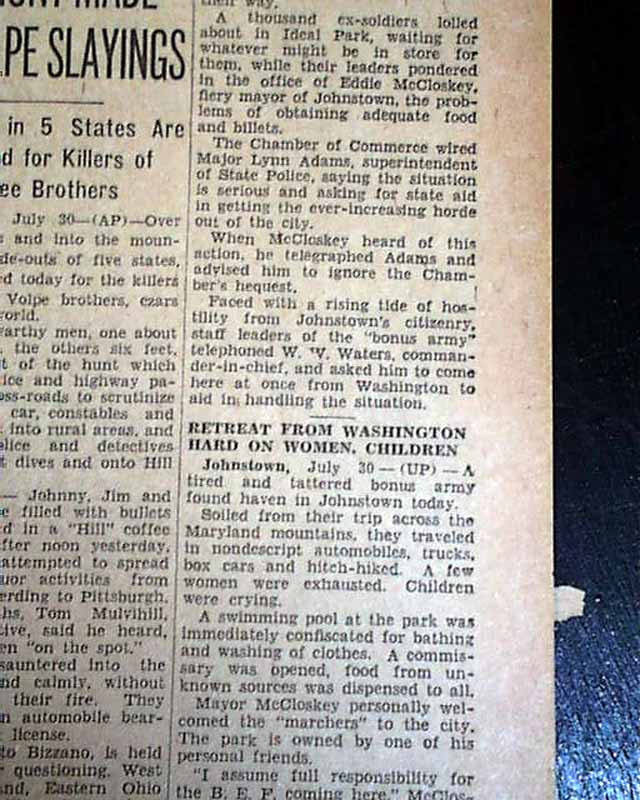 MADE
PE SLAYINGS
in 5 States Are
d for Killers of
ee Brothers
July 30—(AP)—Over
and into the moun-
de-outs of five states,
d today for the killers
Volpe brothers, czars
orld.
arthy men, one about
, the others six feet,
t of the hunt which
ice and highway pa-
oss-roads to scrutinize
car, constables and
into rural areas, and
lice and detectives
t dives and onto Hill
— Johnny, Jim and
e filled with bullets
d in a "Hill" coffee
fter noon yesterday,
attempted to spread
uor activities from
erding to Pittsburgh.
hs, Tom Mulvihill,
tive, said he heard,
en "on the spot."
sauntered into the
nd calmly, without
their fire. They
n automobile bear-
license.
to Bizzano, is held
questioning. West
and, Eastern Ohio
their way.
A thousand ex-soldiers lolled
about in Ideal Park, waiting for
whatever might be in store for
them, while their leaders pondered
in the office of Eddie McCloskey,
fiery mayor of Johnstown, the prob-
lems of obtaining adequate food
and billets.
The Chamber of Commerce wired
Major Lynn Adams, superintendent
of State Police, saying the situation
is serious and asking for state aid
in getting the ever-increasing horde
out of the city.
When McCloskey heard of this
action, he telegraphed Adams and
advised him to ignore the Cham-
ber's hequest.
Faced with a rising tide of hos-
tility from Johnstown's citizenry,
staff leaders of the "bonus army"
telephoned W. W. Waters, comman-
der-in-chief, and asked him to come
here at once from Washington to
aid in handling the situation.
RETREAT FROM WASHINGTON
HARD ON WOMEN, CHILDREN
Johnstown, July 30—(UP)—A
tired and tattered bonus army
found haven in Johnstown today.
Soiled from their trip across the
Maryland mountains, they traveled
in nondescript automobiles, trucks,
box cars and hitch-hiked. A few
women were exhausted. Children
were crying.
A swimming pool at the park was
immediately confiscated for bathing
and washing of clothes. A commis-
sary was opened, food from un-
known sources was dispensed to all.
Mayor McCloskey personally wel-
comed the "marchers" to the city.
The park is owned by one of his
personal friends.
"I assume full responsibility for
the B. E. F. coming here," McClos-